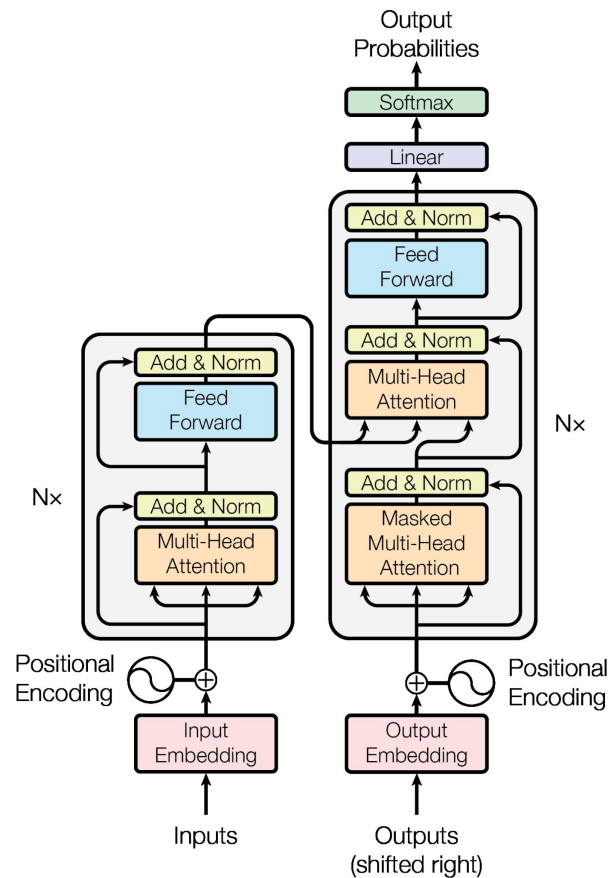 Output
Probabilities
Softmax
Linear
Add & Norm
Feed
Forward
Add & Norm
Multi-Head
Attention
Add & Norm
Masked
Multi-Head
Attention
N×
Positional
Encoding
Output
Embedding
Outputs
(shifted right)
Add & Norm
Feed
Forward
Add & Norm
Multi-Head
Attention
N×
Positional
Encoding
Input
Embedding
Inputs